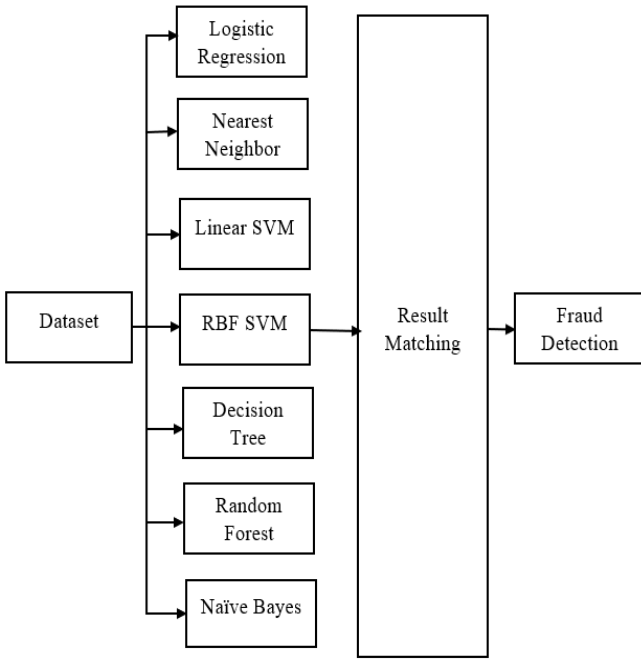 Logistic
Regression
Nearest
Neighbor
Linear SVM
Dataset
RBF SVM
Result
Matching
Fraud
Detection
Decision
Tree
Random
Forest
Naïve Bayes